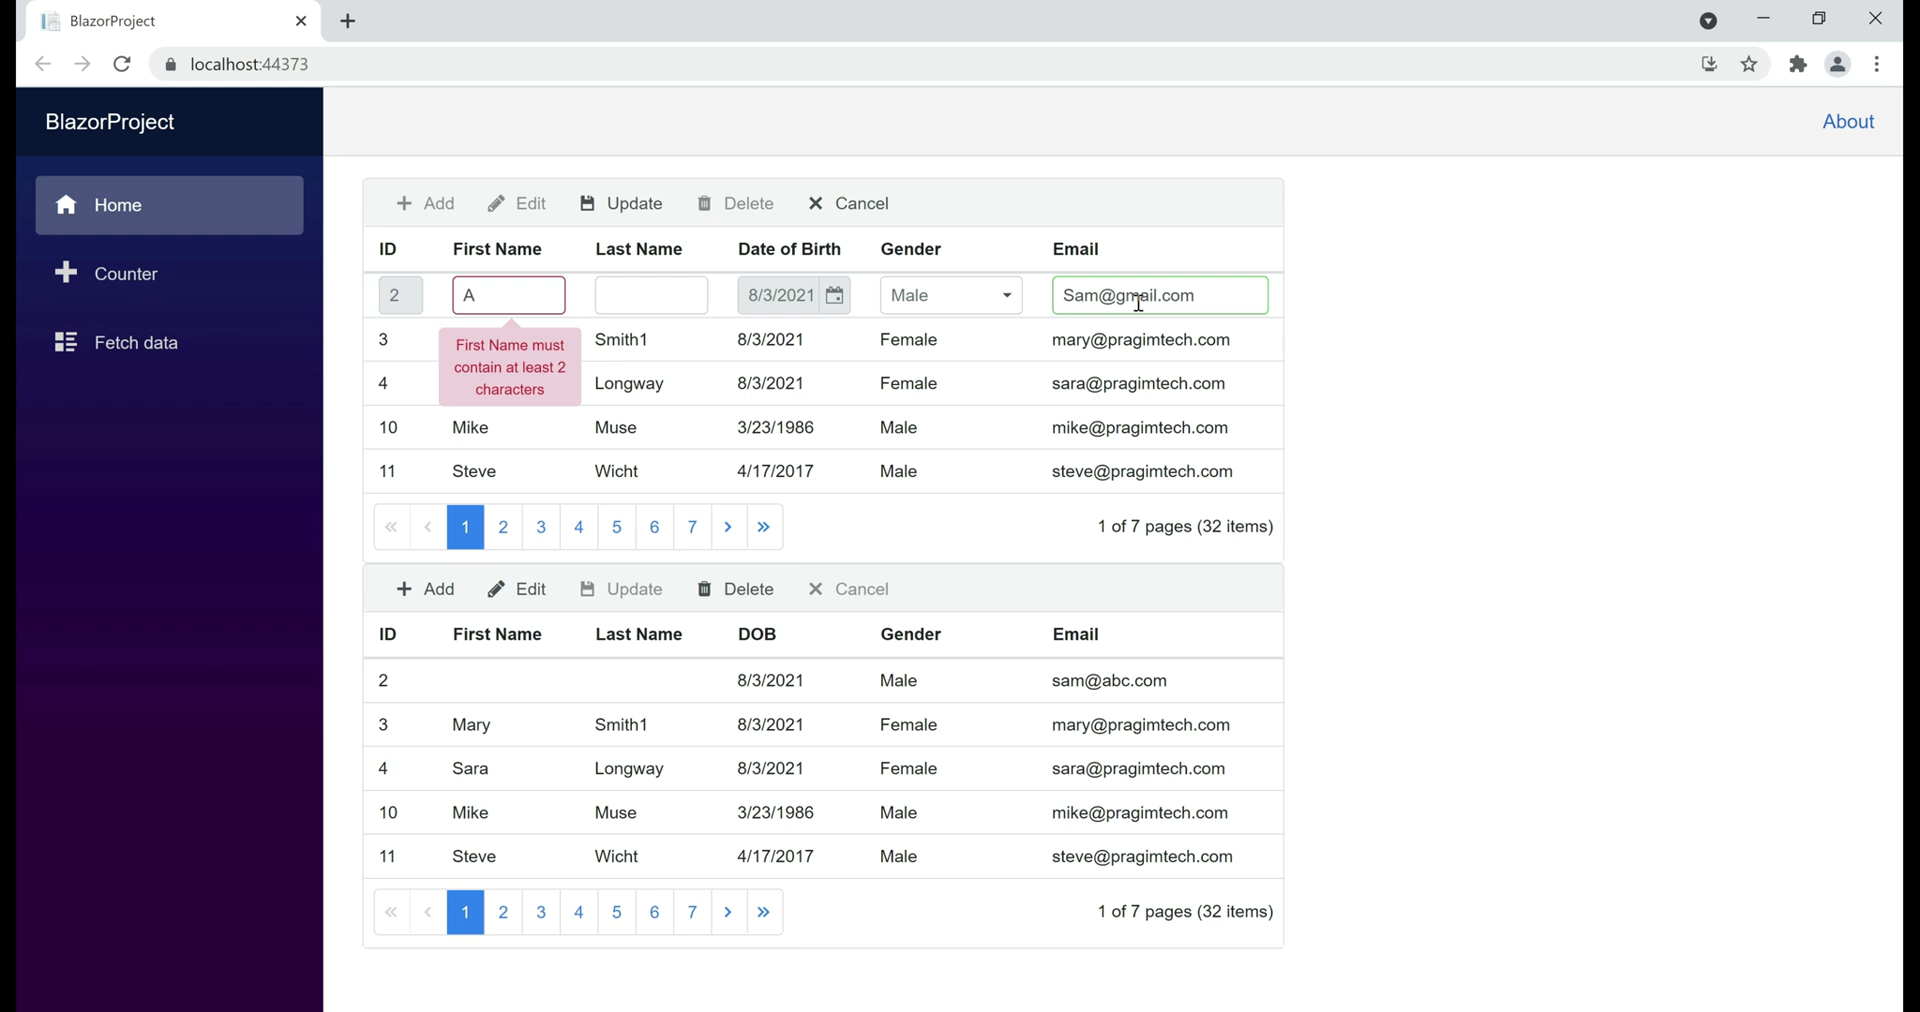 BlazorProject
localhost:44373
BlazorProject
About
Home
Counter
Fetch data
Add Edit Update Delete Cancel
ID First Name Last Name Date of Birth Gender Email
2 A 8/3/2021 Male Sam@gmail.com
First Name must
contain at least 2
characters
3 Smith1 8/3/2021 Female mary@pragimtech.com
4 Longway 8/3/2021 Female sara@pragimtech.com
10 Mike Muse 3/23/1986 Male mike@pragimtech.com
11 Steve Wicht 4/17/2017 Male steve@pragimtech.com
« ‹ 1 2 3 4 5 6 7 › » 1 of 7 pages (32 items)
Add Edit Update Delete Cancel
ID First Name Last Name DOB Gender Email
2 8/3/2021 Male sam@abc.com
3 Mary Smith1 8/3/2021 Female mary@pragimtech.com
4 Sara Longway 8/3/2021 Female sara@pragimtech.com
10 Mike Muse 3/23/1986 Male mike@pragimtech.com
11 Steve Wicht 4/17/2017 Male steve@pragimtech.com
« ‹ 1 2 3 4 5 6 7 › » 1 of 7 pages (32 items)